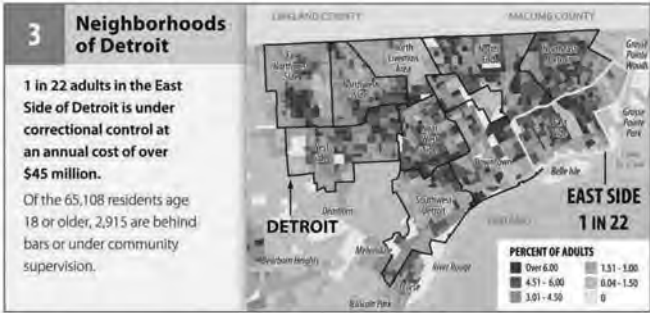 3
Neighborhoods
of Detroit
1 in 22 adults in the East
Side of Detroit is under
correctional control at
an annual cost of over
$45 million.
Of the 65,108 residents age
18 or older, 2,915 are behind
bars or under community
supervision.
OAKLAND COUNTY
MACOMB COUNTY
Grosse
Pointe
Woods
Grosse
Pointe
Park
Downtown
Belle Isle
Southwest
Detroit
Dearborn
Dearborn Heights
Melvindale
River Rouge
DETROIT
EAST SIDE
1 IN 22
PERCENT OF ADULTS
Over 6.00
4.51 - 6.00
3.01 - 4.50
1.51 - 3.00
0.04 - 1.50
0